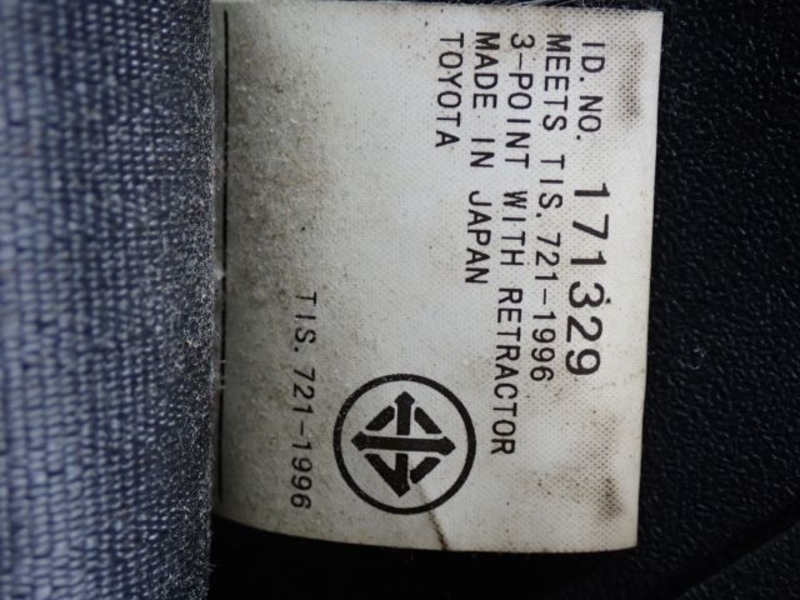 ID.NO. 171329
MEETS TIS. 721-1996
3-POINT WITH RETRACTOR
MADE IN JAPAN
TOYOTA
TIS. 721-1996